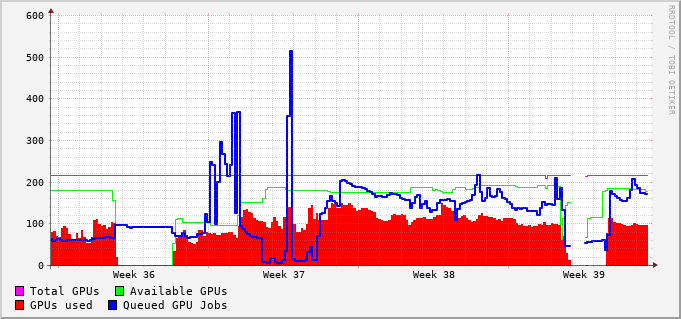 600
500
400
300
200
100
0
Week 36 Week 37 Week 38 Week 39
Total GPUs Available GPUs
GPUs used Queued GPU Jobs
RRDTOOL / TOBI OETIKER